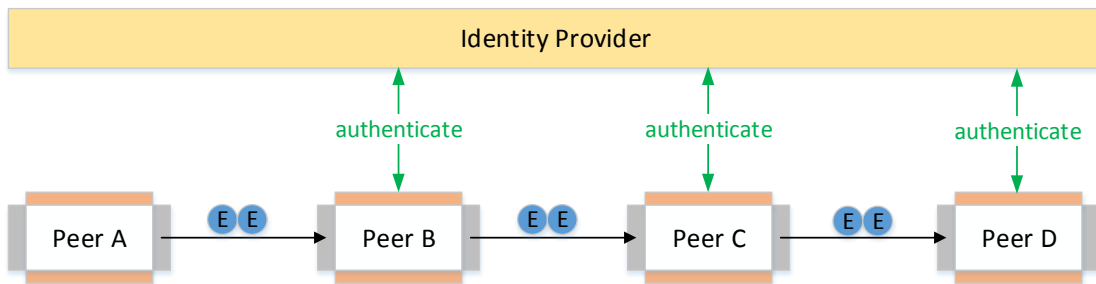 Identity Provider
authenticate authenticate authenticate
E E E E E E
Peer A Peer B Peer C Peer D